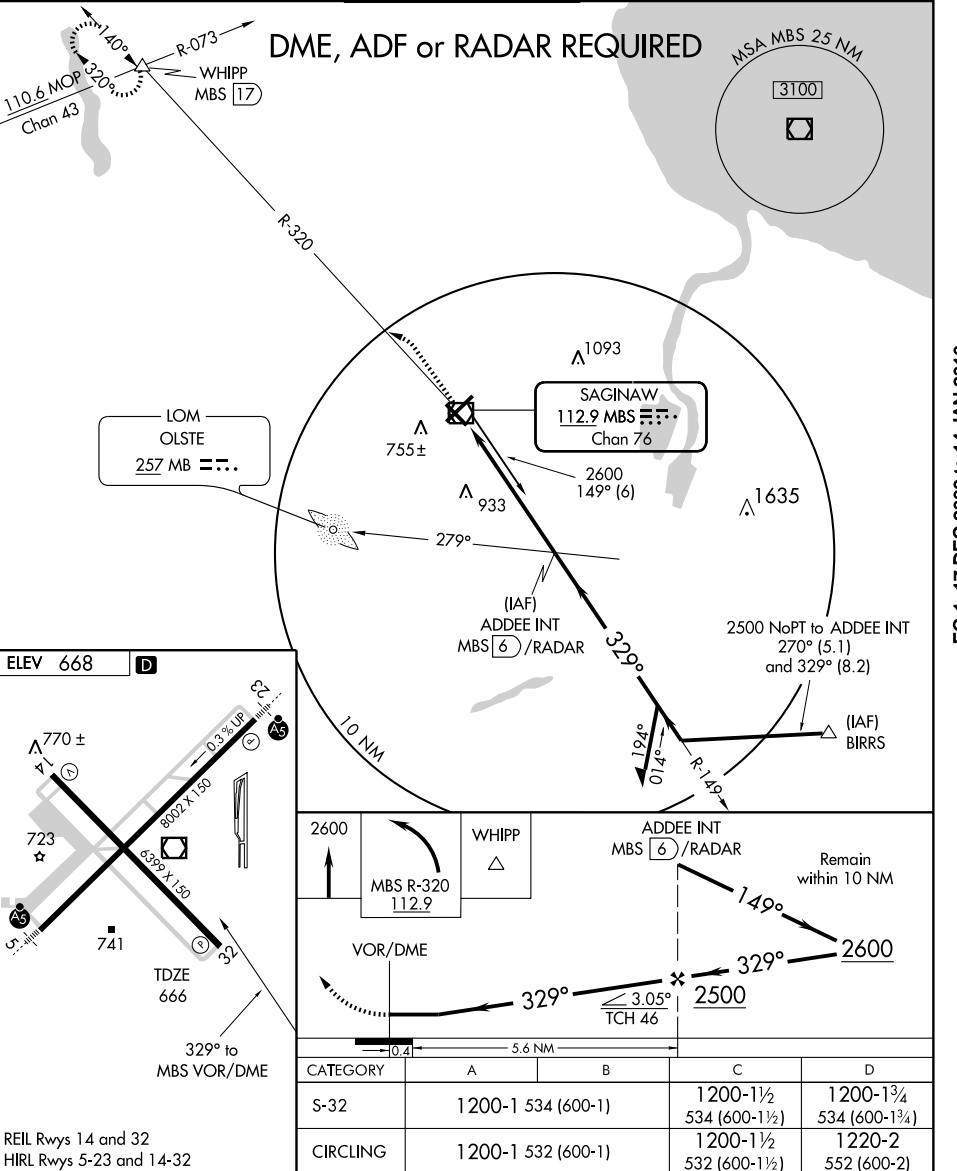 DME, ADF or RADAR REQUIRED
MSA MBS 25 NM
3100
140°
320°
R-073
110.6 MOP
Chan 43
WHIPP
MBS 17
R-320
1093
SAGINAW
112.9 MBS
Chan 76
LOM
OLSTE
257 MB
755±
933
2600
149° (6)
1635
279°
(IAF)
ADDEE INT
MBS 6 /RADAR
329°
2500 NoPT to ADDEE INT
270° (5.1)
and 329° (8.2)
(IAF)
BIRRS
194°
014°
R-149
10 NM
ELEV 668 D
23
A5
P
0.3% UP
770 ±
14
V
8002 X 150
723
6399 X 150
A5
5
741
P
32
TDZE
666
329° to
MBS VOR/DME
REIL Rwys 14 and 32
HIRL Rwys 5-23 and 14-32
2600
MBS R-320
112.9
WHIPP
ADDEE INT
MBS 6 /RADAR
Remain
within 10 NM
149°
2600
VOR/DME
329°
329°
3.05°
TCH 46
2500
0.4
5.6 NM
CATEGORY A B C D
S-32 1200-1 534 (600-1) 1200-1½ 534 (600-1½) 1200-1¾ 534 (600-1¾)
CIRCLING 1200-1 532 (600-1) 1200-1½ 532 (600-1½) 1220-2 552 (600-2)